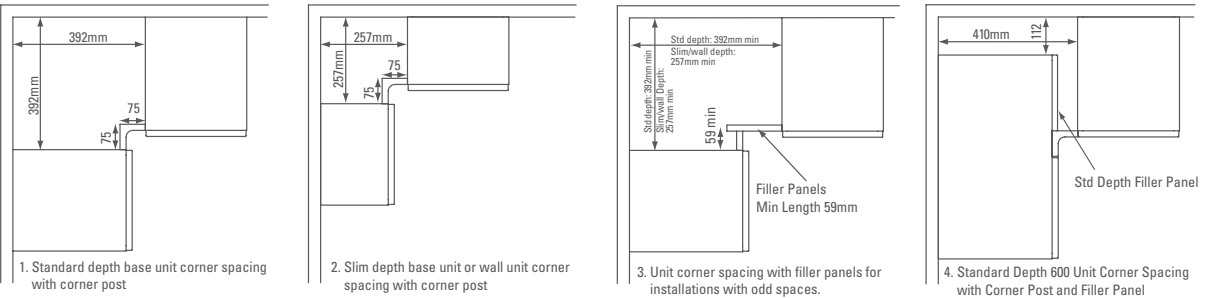 392mm
392mm
75
75
1. Standard depth base unit corner spacing
with corner post
257mm
257mm
75
75
2. Slim depth base unit or wall unit corner
spacing with corner post
Std depth: 392mm min
Slim/wall depth:
257mm min
Std depth: 392mm min
Slim/wall Depth:
257mm min
59 min
Filler Panels
Min Length 59mm
3. Unit corner spacing with filler panels for
installations with odd spaces.
410mm
112
Std Depth Filler Panel
4. Standard Depth 600 Unit Corner Spacing
with Corner Post and Filler Panel